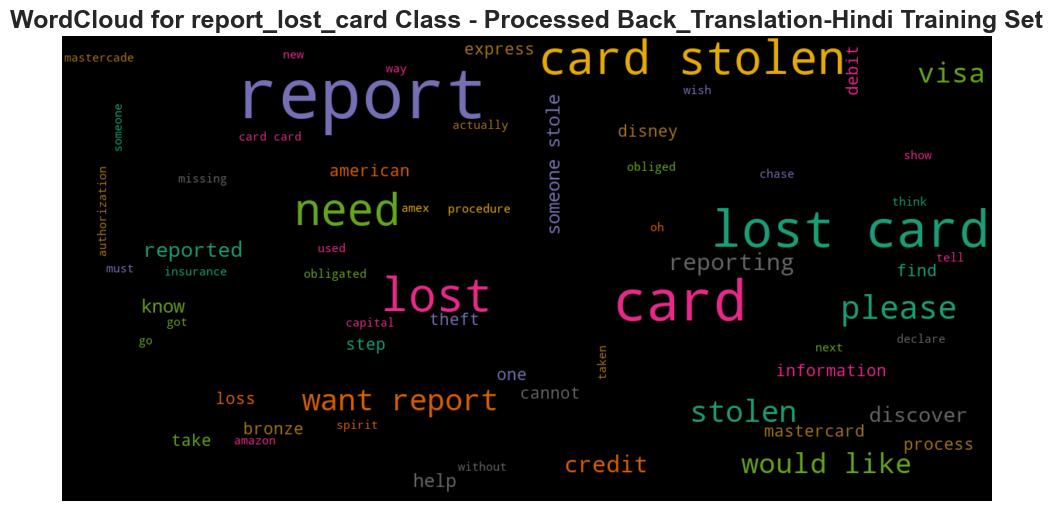 WordCloud for report_lost_card Class - Processed Back_Translation-Hindi Training Set
mastercade
new
express
card stolen
debit
visa
way
report
wish
someone
card card
actually
someone stole
disney
show
authorization
missing
american
obliged
chase
need
amex
procedure
think
lost card
oh
reported
used
reporting
tell
must
insurance
obligated
find
know
lost
card
please
got
capital
theft
go
step
taken
next
declare
one
information
loss
want report
cannot
stolen
discover
bronze
spirit
mastercard
take
amazon
process
credit
would like
without
help